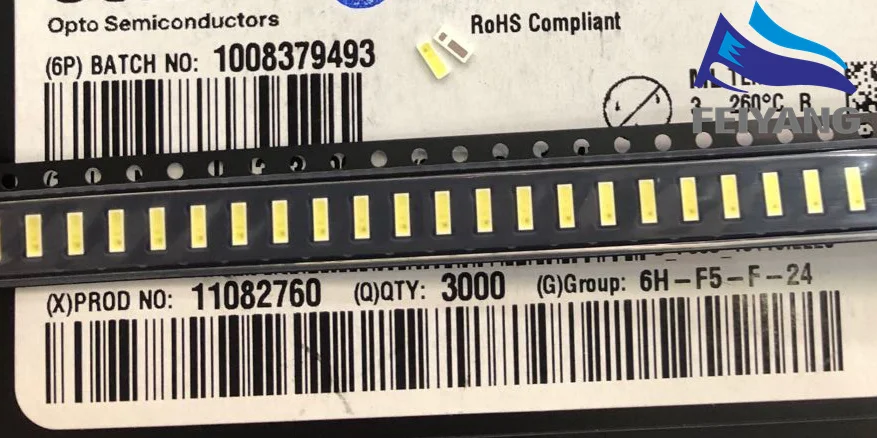 Opto Semiconductors
RoHS Compliant
(6P) BATCH NO: 1008379493
260°C R
FEIYANG
(X)PROD NO: 11082760 (Q)QTY: 3000 (G)Group: 6H-F5-F-24